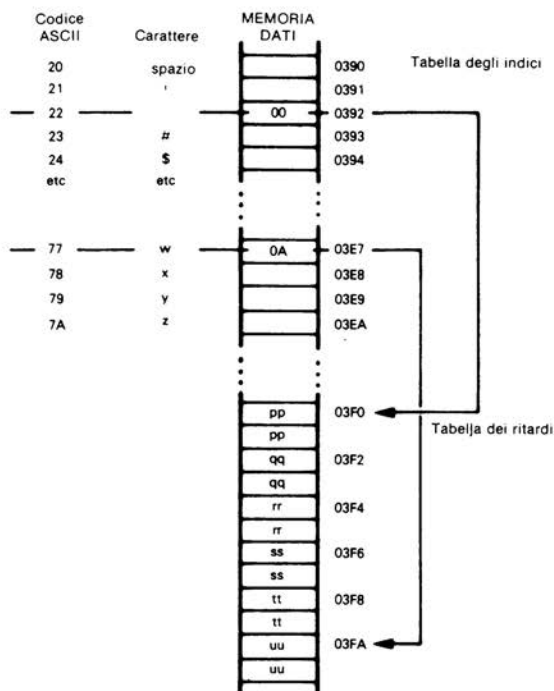 Codice ASCII Carattere MEMORIA DATI
20 spazio 0390 Tabella degli indici
21 ' 0391
22 00 0392
23 # 0393
24 $ 0394
etc etc
77 w 0A 03E7
78 x 03E8
79 y 03E9
7A z 03EA
pp 03F0
pp Tabella dei ritardi
qq 03F2
qq
rr 03F4
rr
ss 03F6
ss
tt 03F8
tt
uu 03FA
uu